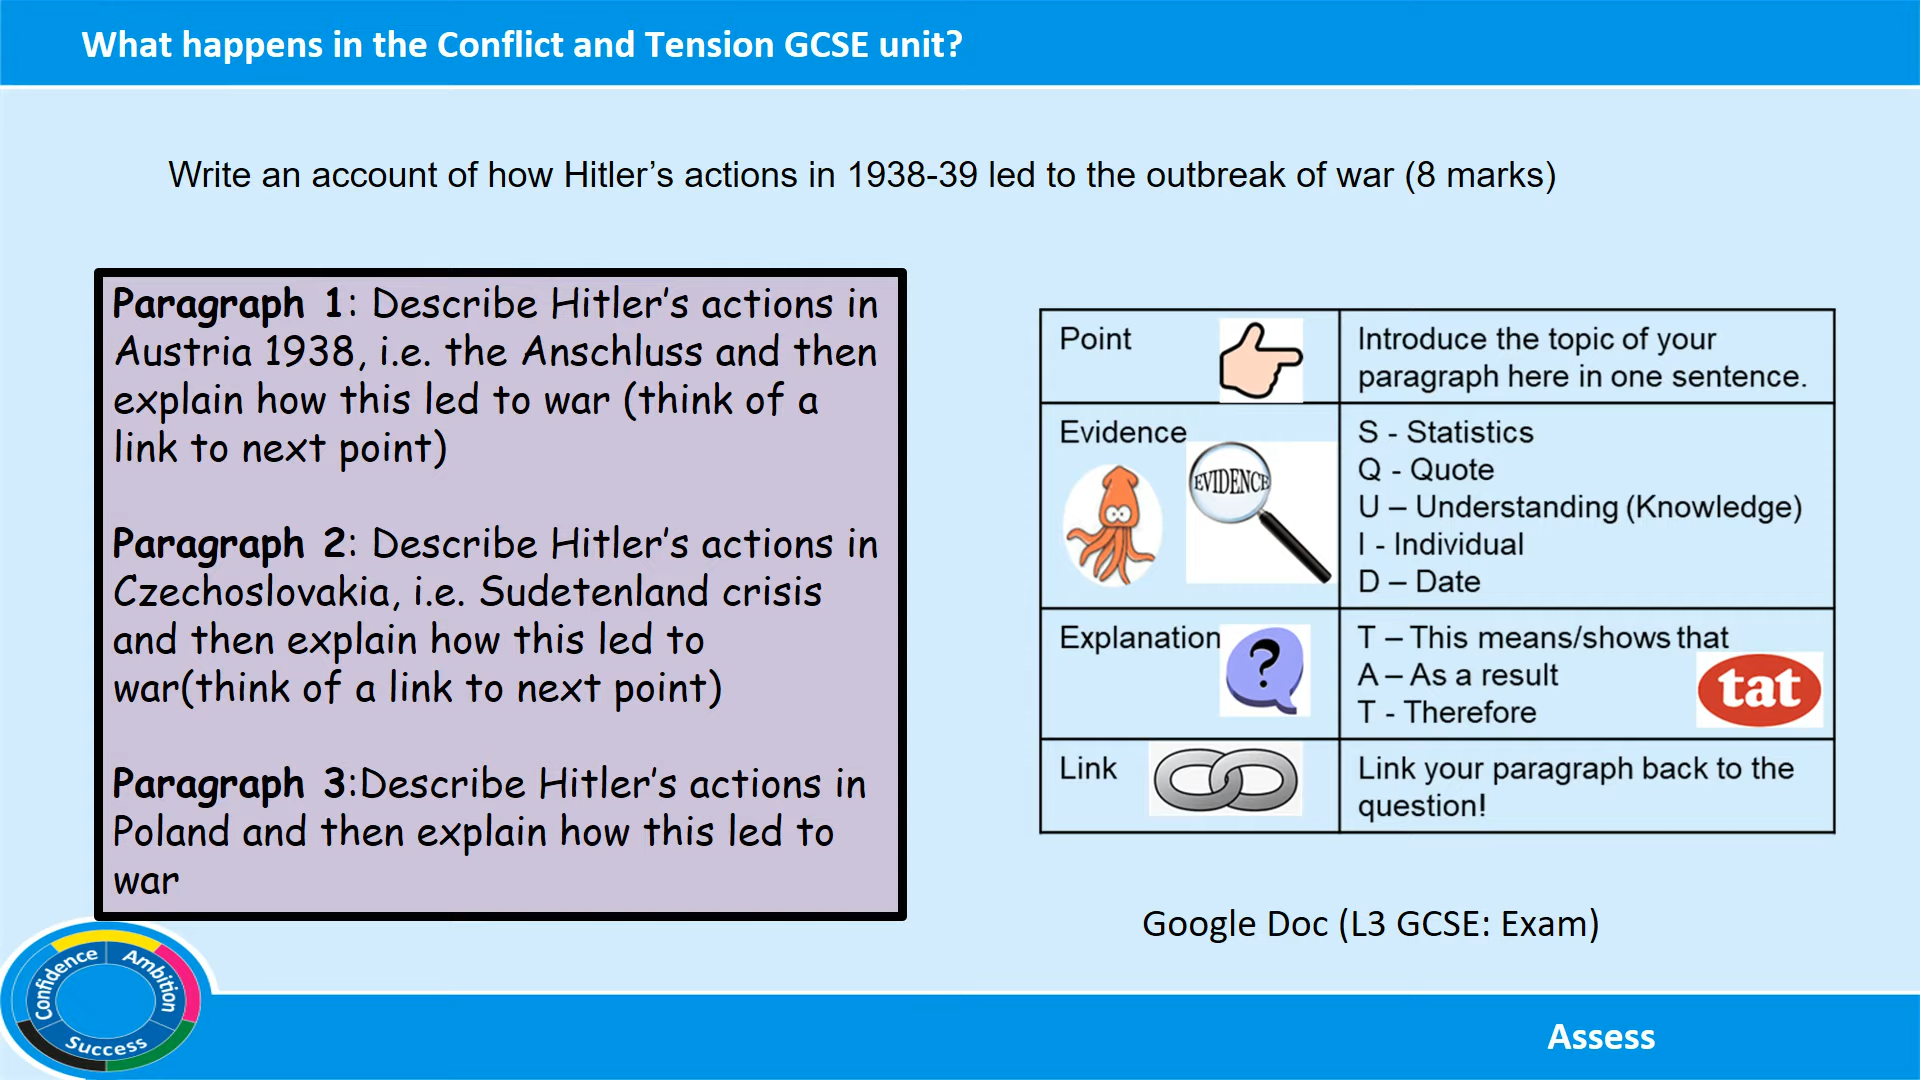 What happens in the Conflict and Tension GCSE unit?
Write an account of how Hitler’s actions in 1938-39 led to the outbreak of war (8 marks)
Paragraph 1: Describe Hitler’s actions in
Austria 1938, i.e. the Anschluss and then
explain how this led to war (think of a
link to next point)
Paragraph 2: Describe Hitler’s actions in
Czechoslovakia, i.e. Sudetenland crisis
and then explain how this led to
war(think of a link to next point)
Paragraph 3:Describe Hitler’s actions in
Poland and then explain how this led to
war
Point
Introduce the topic of your
paragraph here in one sentence.
Evidence
EVIDENCE
S - Statistics
Q - Quote
U – Understanding (Knowledge)
I - Individual
D – Date
Explanation
?
T – This means/shows that
A – As a result
T - Therefore
tat
Link
Link your paragraph back to the
question!
Google Doc (L3 GCSE: Exam)
Confidence
Ambition
Success
Assess